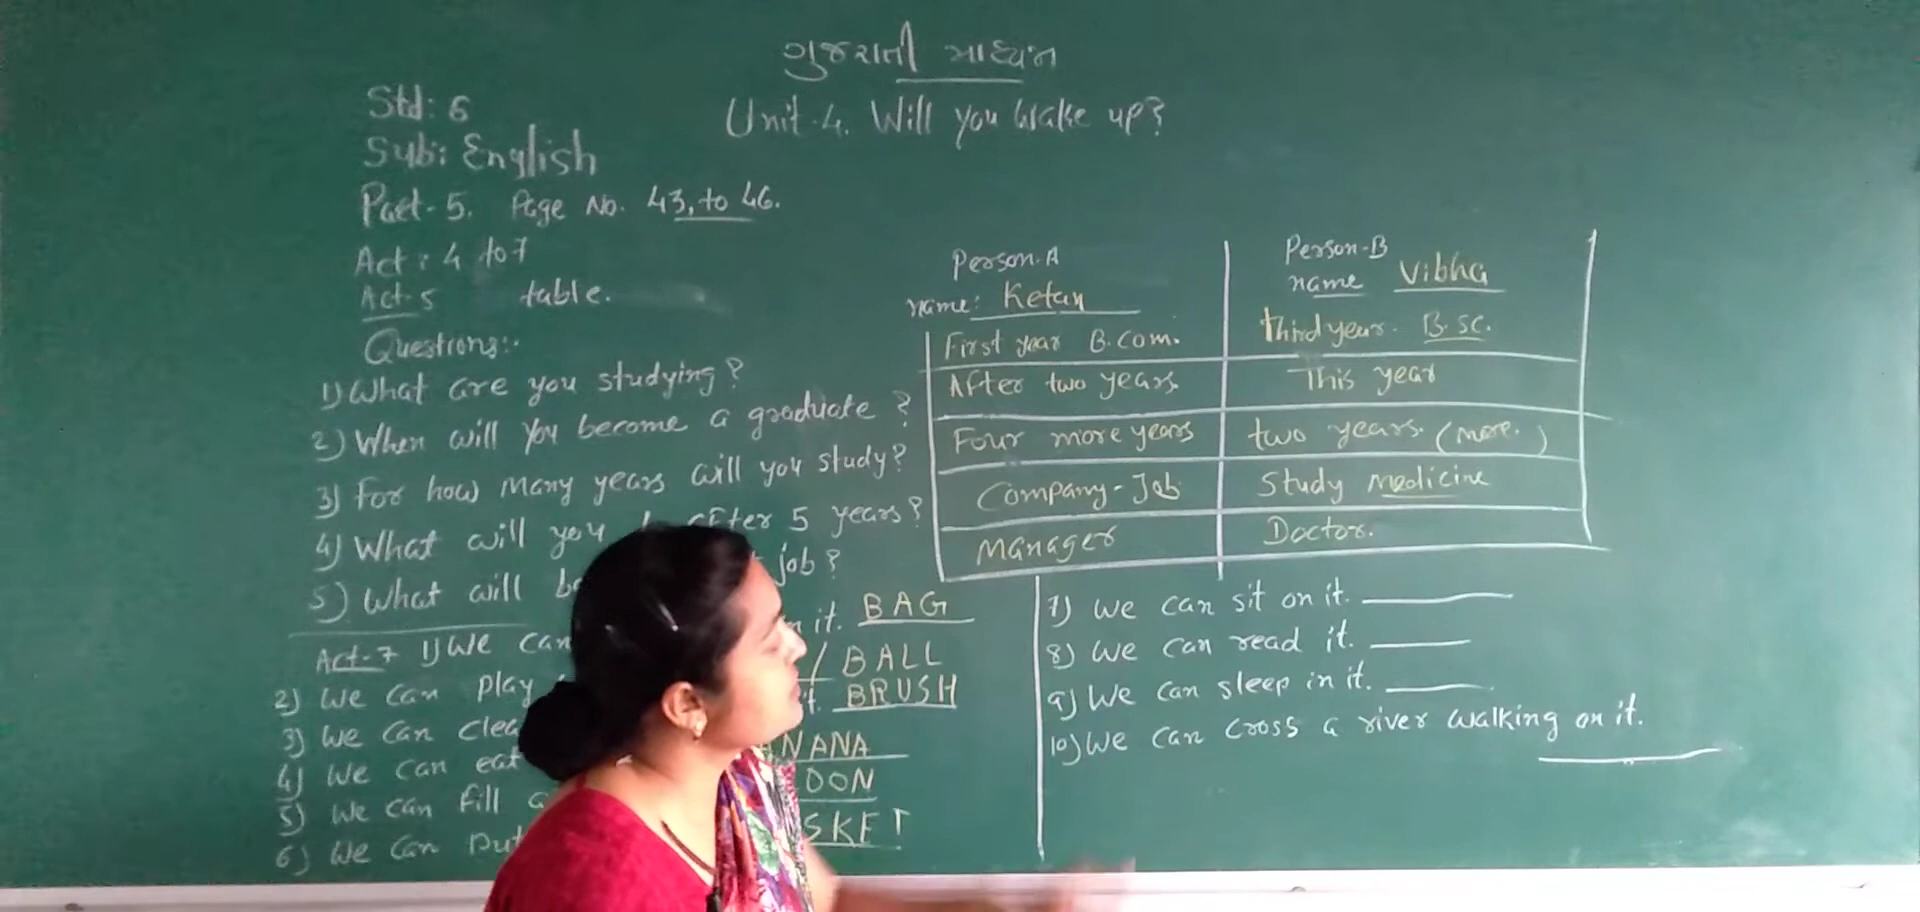 ગુજરાતી માધ્યમ
Unit-4. Will you wake up?
Std: 6
Sub: English
Part-5. Page No. 43, to 46.
Act: 4 to 7
Act-5 table.
Questions:-
1) What are you studying?
2) When will you become a graduate?
3) For how many years will you study?
4) What will you after 5 years?
5) What will job?
Person-A
name: Ketan
First year B.Com.
After two years
Four more years
Company-Job
Manager
Person-B
name Vibha
third year B.Sc.
This year
two years. (more.)
Study Medicine
Doctor.
Act-7 1) We can it. BAG
2) We can play / BALL
3) We can BRUSH
4) We can eat
5) We can fill
6) We can put
7) We can sit on it.
8) We can read it.
9) We can sleep in it.
10) We can cross a river walking on it.